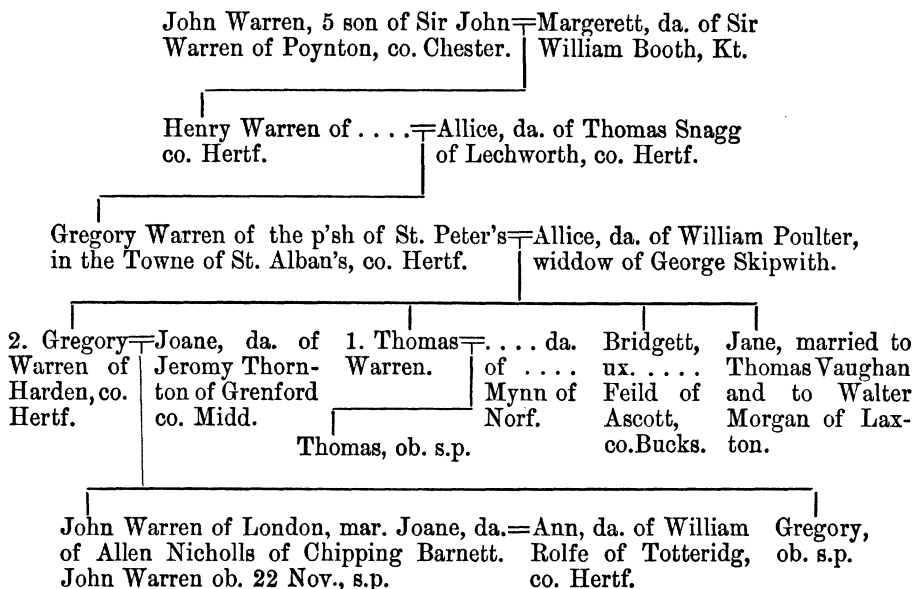 John Warren, 5 son of Sir John=Margerett, da. of Sir
Warren of Poynton, co. Chester. William Booth, Kt.
Henry Warren of . . . .=Allice, da. of Thomas Snagg
co. Hertf. of Lechworth, co. Hertf.
Gregory Warren of the p'sh of St. Peter's=Allice, da. of William Poulter,
in the Towne of St. Alban's, co. Hertf. widdow of George Skipwith.
2. Gregory=Joane, da. of
Warren of Jeromy Thorn-
Harden, co. ton of Grenford
Hertf. co. Midd.
1. Thomas=. . . . da.
Warren. of . . . .
Mynn of
Norf.
Bridgett,
ux. . . . . .
Feild of
Ascott,
co.Bucks.
Jane, married to
Thomas Vaughan
and to Walter
Morgan of Lax-
ton.
Thomas, ob. s.p.
John Warren of London, mar. Joane, da.=Ann, da. of William
of Allen Nicholls of Chipping Barnett. Rolfe of Totteridg,
John Warren ob. 22 Nov., s.p. co. Hertf.
Gregory,
ob. s.p.